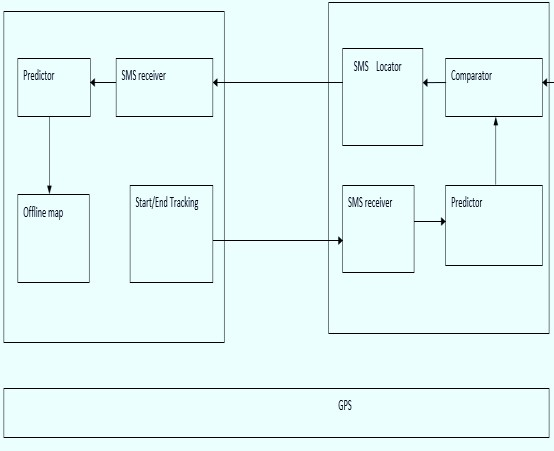 Predictor
SMS receiver
Offline map
Start/End Tracking
SMS Locator
Comparator
SMS receiver
Predictor
GPS